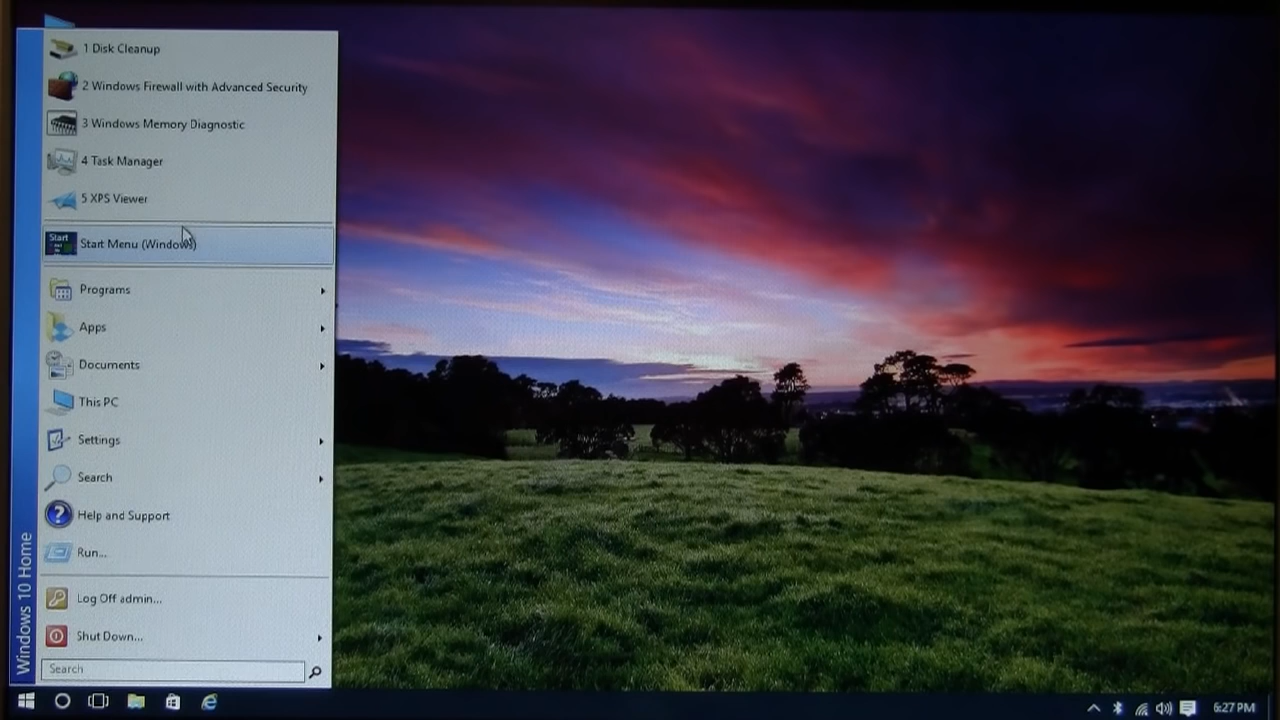 1 Disk Cleanup
2 Windows Firewall with Advanced Security
3 Windows Memory Diagnostic
4 Task Manager
5 XPS Viewer
Start
Start Menu (Windows)
Programs
Apps
Documents
This PC
Settings
Search
Help and Support
Run...
Log Off admin...
Shut Down...
Search
Windows 10 Home
6:27 PM